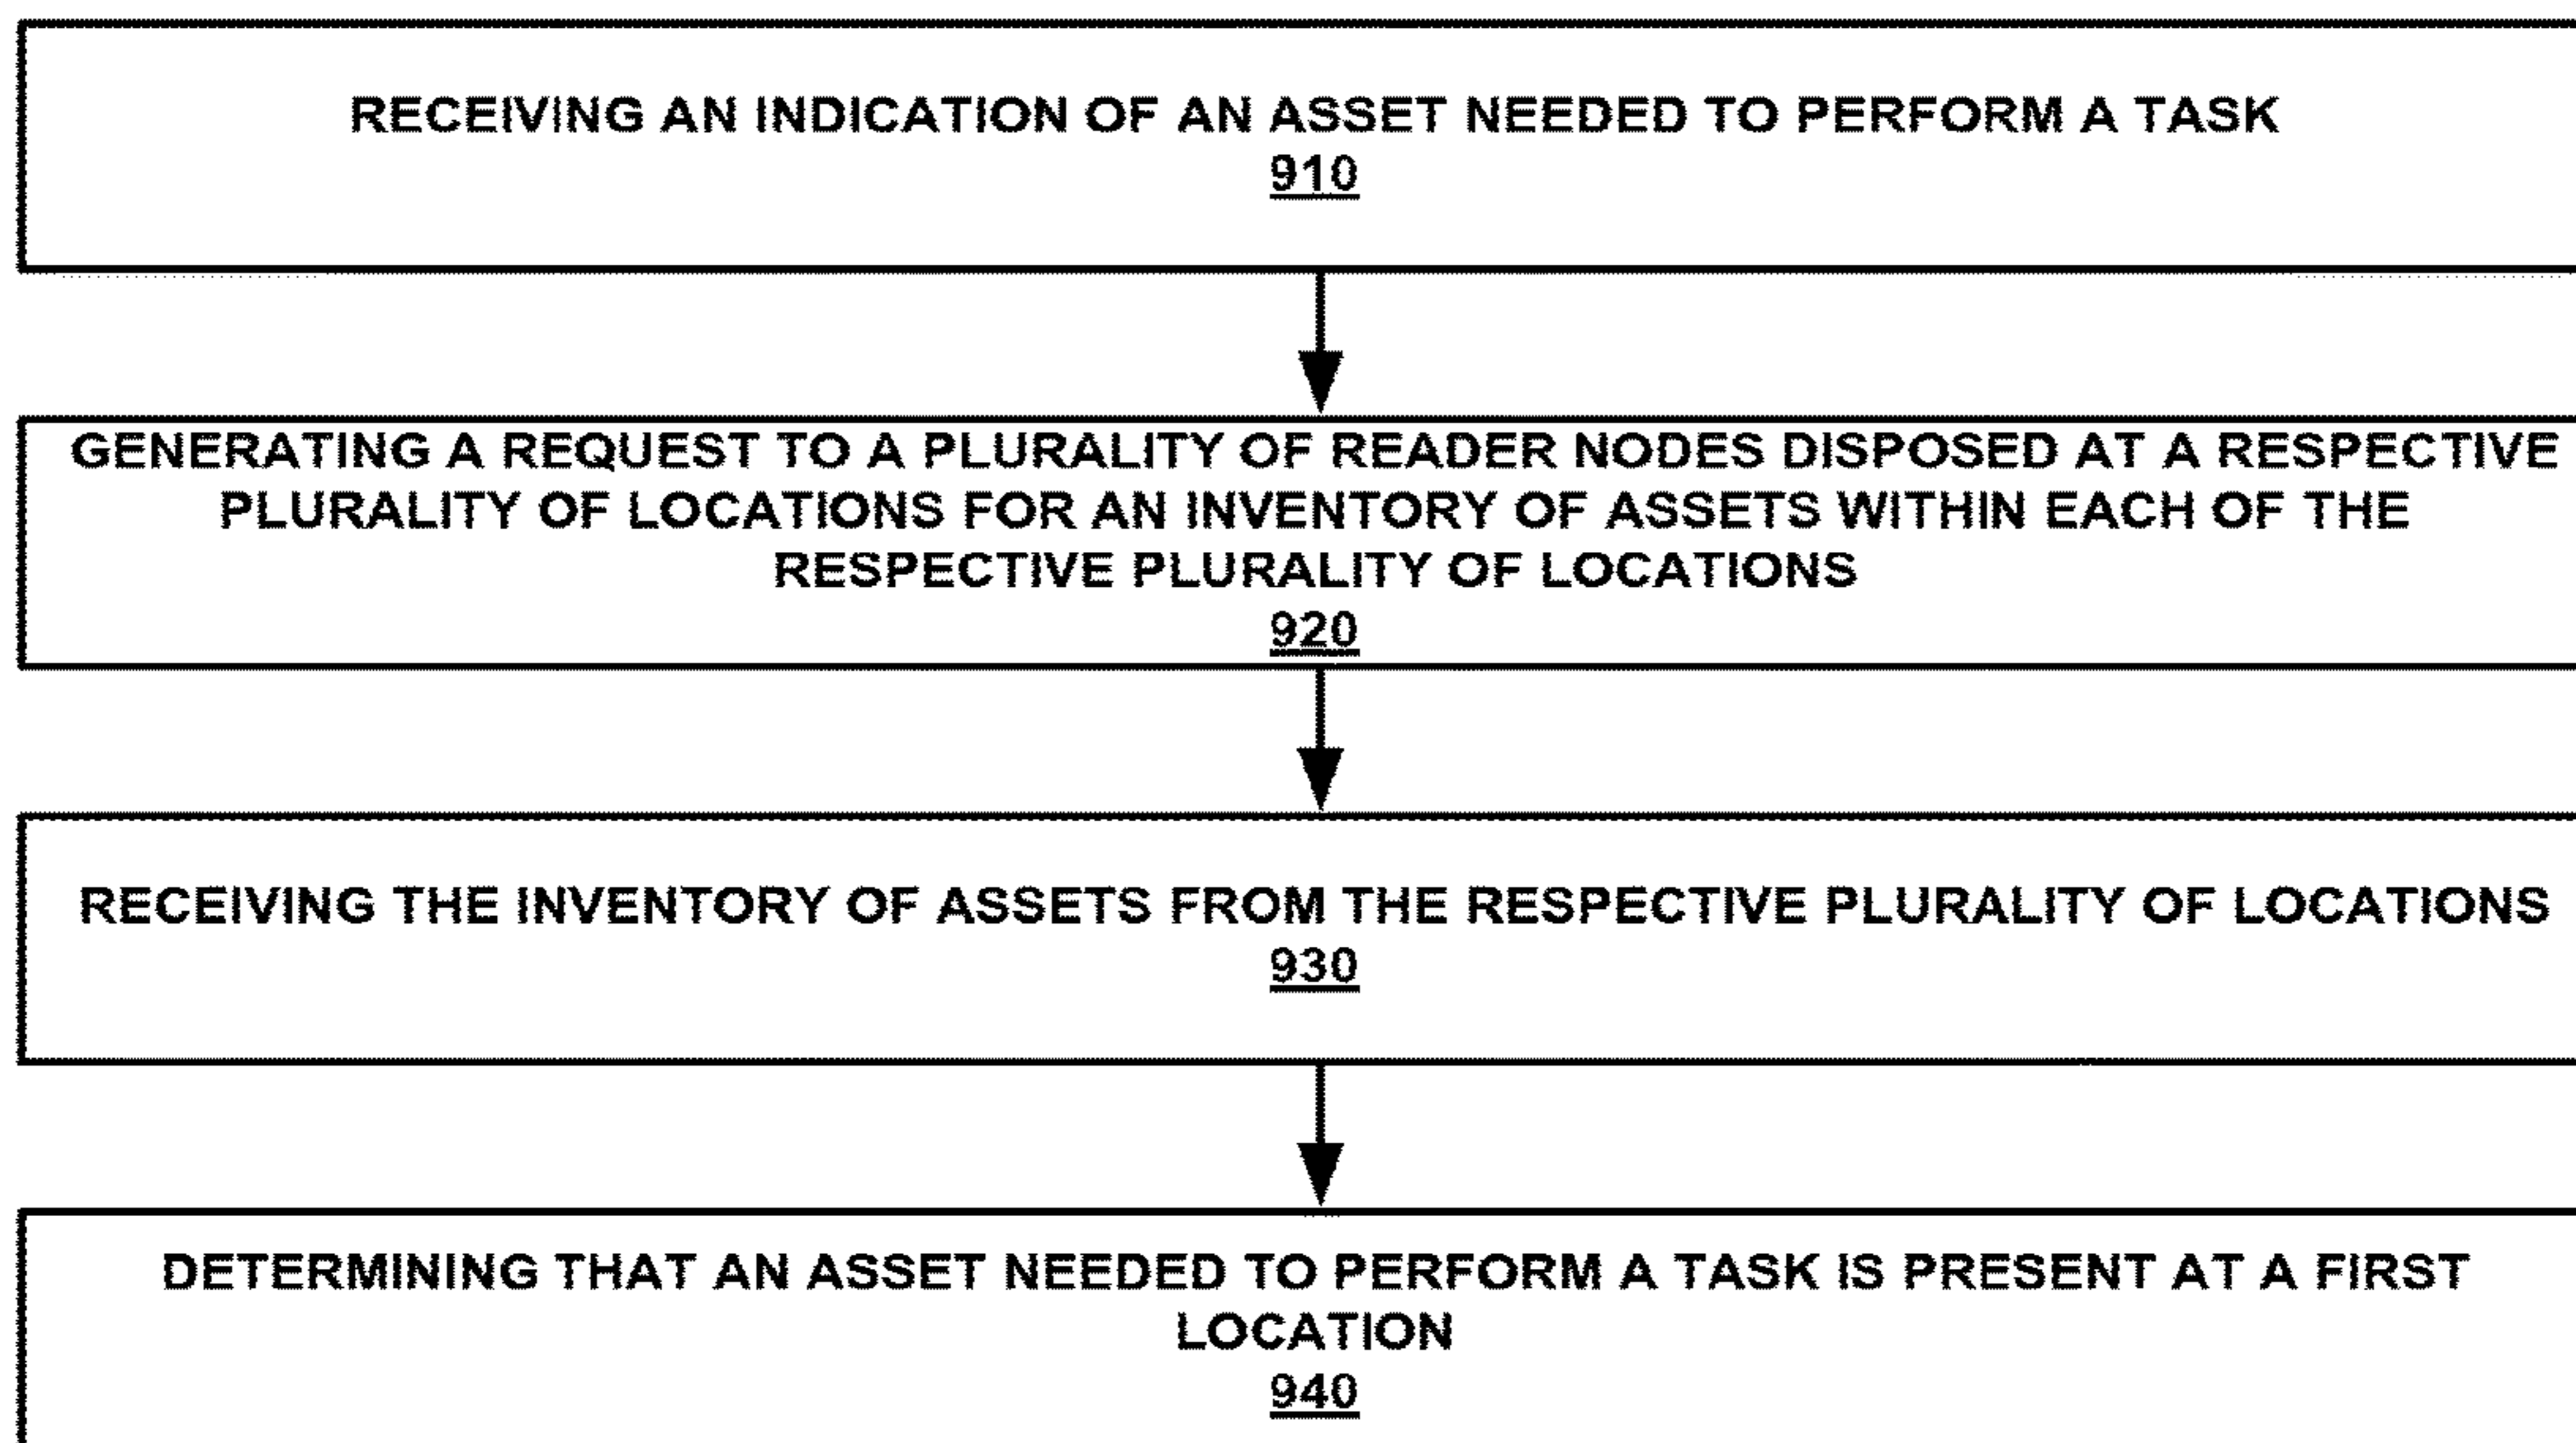 RECEIVING AN INDICATION OF AN ASSET NEEDED TO PERFORM A TASK
910
GENERATING A REQUEST TO A PLURALITY OF READER NODES DISPOSED AT A RESPECTIVE
PLURALITY OF LOCATIONS FOR AN INVENTORY OF ASSETS WITHIN EACH OF THE
RESPECTIVE PLURALITY OF LOCATIONS
920
RECEIVING THE INVENTORY OF ASSETS FROM THE RESPECTIVE PLURALITY OF LOCATIONS
930
DETERMINING THAT AN ASSET NEEDED TO PERFORM A TASK IS PRESENT AT A FIRST
LOCATION
940